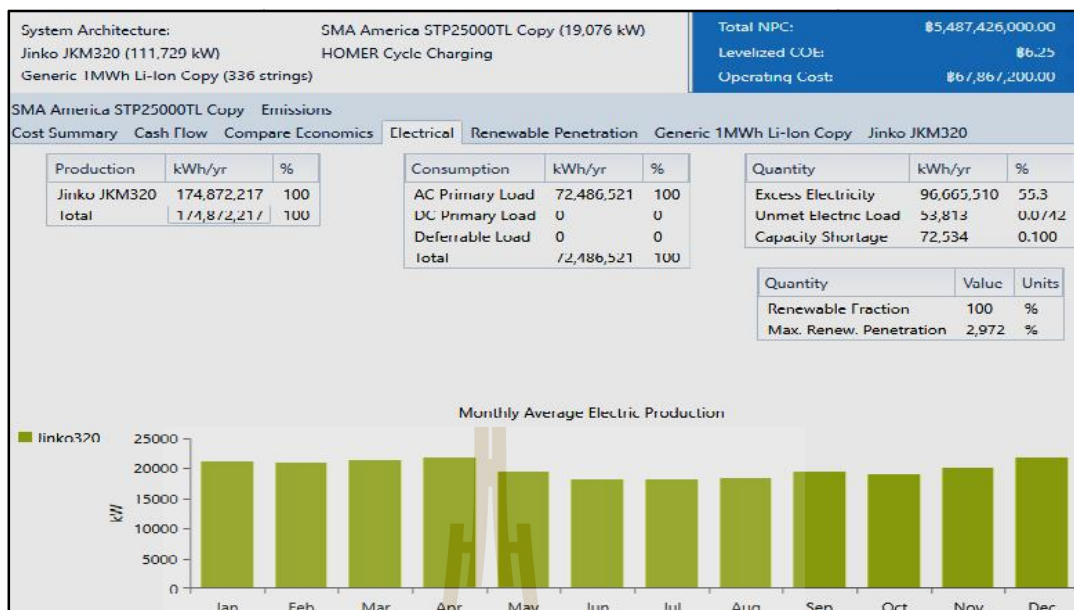 System Architecture: SMA America STP25000TL Copy (19,076 kW)
Jinko JKM320 (111,729 kW) HOMER Cycle Charging
Generic 1MWh Li-Ion Copy (336 strings)
Total NPC: ฿5,487,426,000.00
Levelized COE: ฿6.25
Operating Cost: ฿67,867,200.00
SMA America STP25000TL Copy Emissions
Cost Summary Cash Flow Compare Economics Electrical Renewable Penetration Generic 1MWh Li-Ion Copy Jinko JKM320
Production kWh/yr %
Jinko JKM320 174,872,217 100
Total 174,872,217 100
Consumption kWh/yr %
AC Primary Load 72,486,521 100
DC Primary Load 0 0
Deferrable Load 0 0
Total 72,486,521 100
Quantity kWh/yr %
Excess Electricity 96,665,510 55.3
Unmet Electric Load 53,813 0.0742
Capacity Shortage 72,534 0.100
Quantity Value Units
Renewable Fraction 100 %
Max. Renew. Penetration 2,972 %
Monthly Average Electric Production
Jinko320
25000
20000
15000
10000
5000
0
kW
Jan Feb Mar Apr May Jun Jul Aug Sep Oct Nov Dec